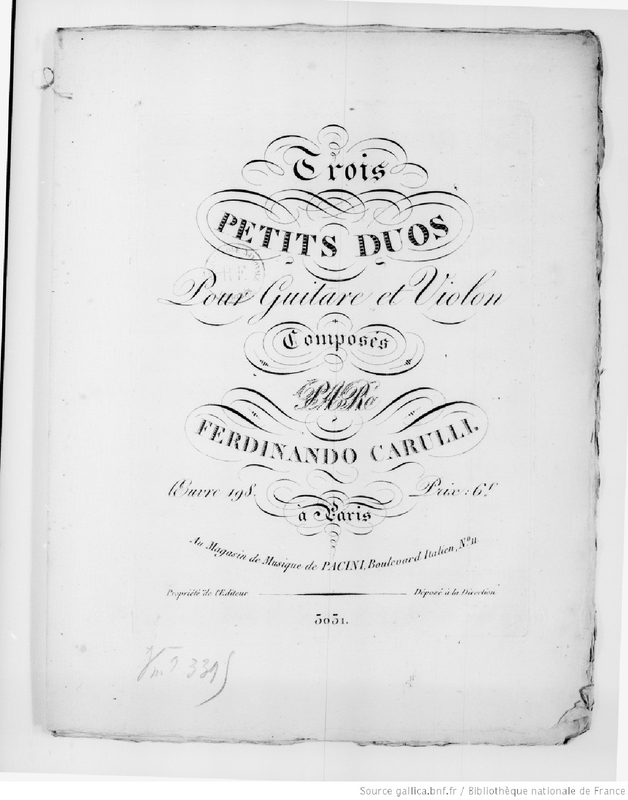 Trois
PETITS DUOS
Pour Guitare et Violon
Composés
PAR
FERDINANDO CARULLI.
Œuvre 198. Prix: 6f
à Paris
Au Magasin de Musique de PACINI, Boulevard Italien, No. 11
Propriété de l'Editeur Déposé à la Direction
3031.
Source gallica.bnf.fr / Bibliothèque nationale de France